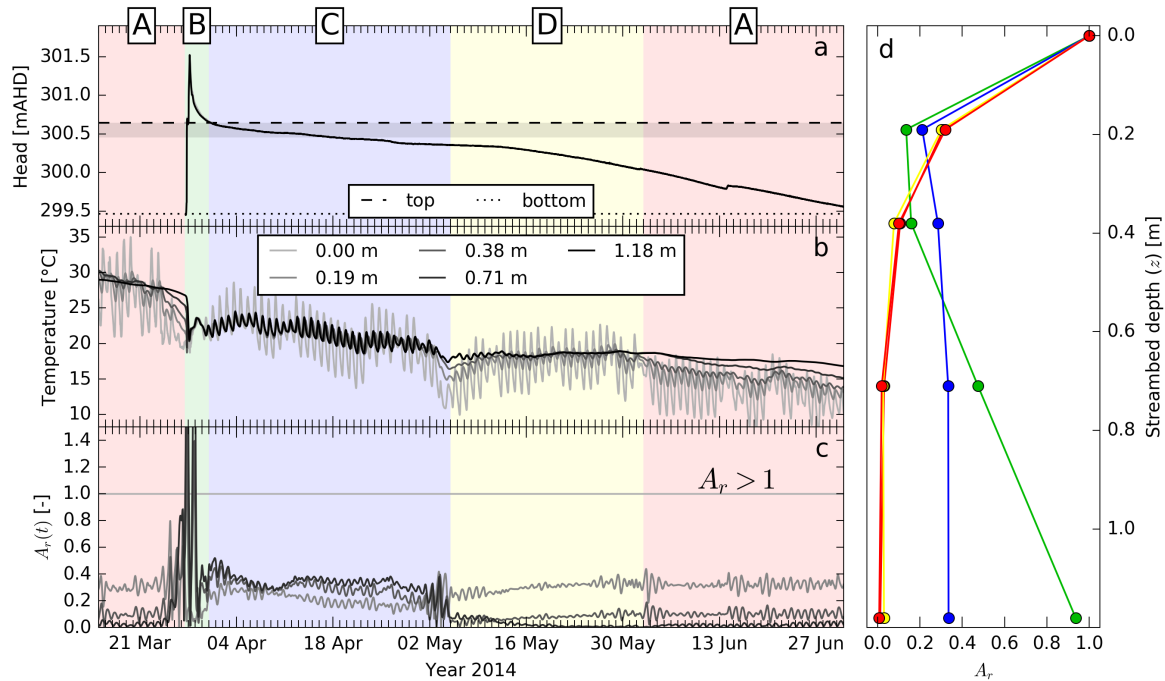 A B C D A
a
301.5
301.0
300.5
300.0
299.5
Head [mAHD]
top bottom
b
35
30
25
20
15
10
Temperature [°C]
0.00 m 0.38 m 1.18 m
0.19 m 0.71 m
c
1.4
1.2
1.0
0.8
0.6
0.4
0.2
0.0
A_r(t) [-]
A_r > 1
21 Mar 04 Apr 18 Apr 02 May 16 May 30 May 13 Jun 27 Jun
Year 2014
d
0.0
0.2
0.4
0.6
0.8
1.0
Streambed depth (z) [m]
0.0 0.2 0.4 0.6 0.8 1.0
A_r